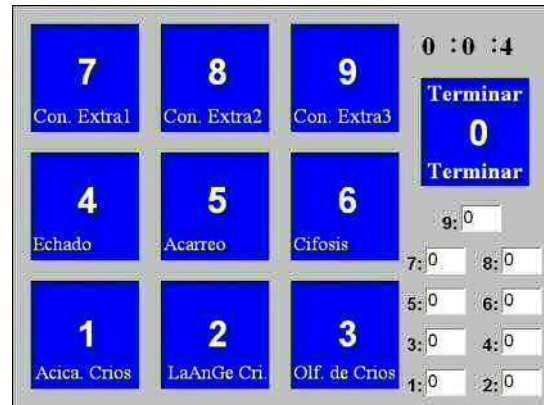 7
Con. Extra1
8
Con. Extra2
9
Con. Extra3
0 :0 :4
Terminar
0
Terminar
4
Echado
5
Acarreo
6
Cifosis
9: 0
7: 0 8: 0
5: 0 6: 0
3: 0 4: 0
1: 0 2: 0
1
Acica. Crios
2
LaAnGe Cri.
3
Olf. de Crios